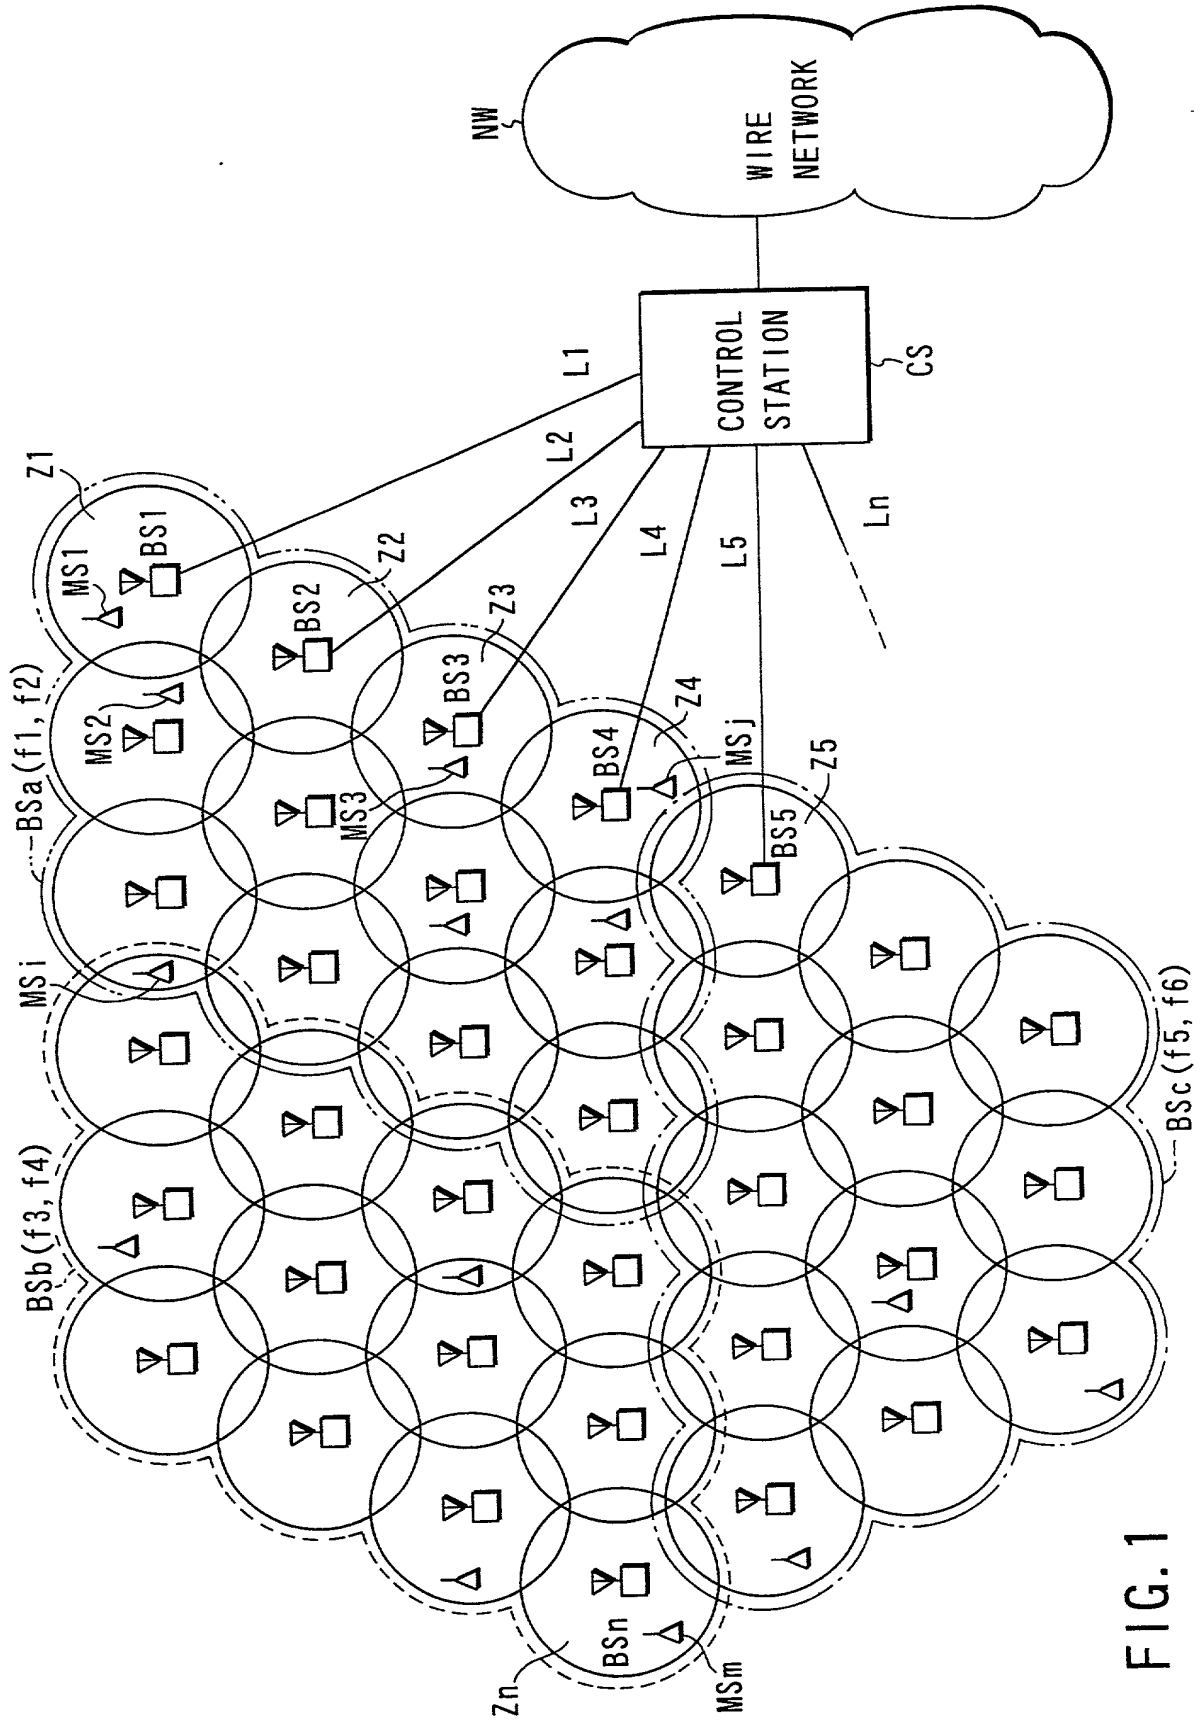 BSb(f3, f4)
MSi
BSa(f1, f2)
MS1
Z1
MS2
BS1
Z2
BS2
L1
NW
L2
MS3
BS3
Z3
L3
Zn
BSn
BS4
Z4
L4
MSm
MSj
L5
CONTROL
STATION
WIRE
NETWORK
BS5
Z5
Ln
CS
BSc(f5, f6)
FIG. 1